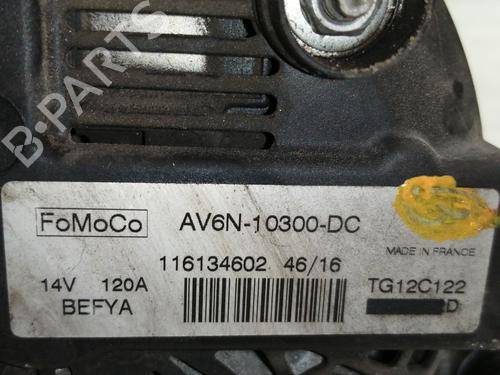 B-PARTS
FoMoCo AV6N-10300-DC
MADE IN FRANCE
116134602 46/16
14V 120A TG12C122
BEFYA D